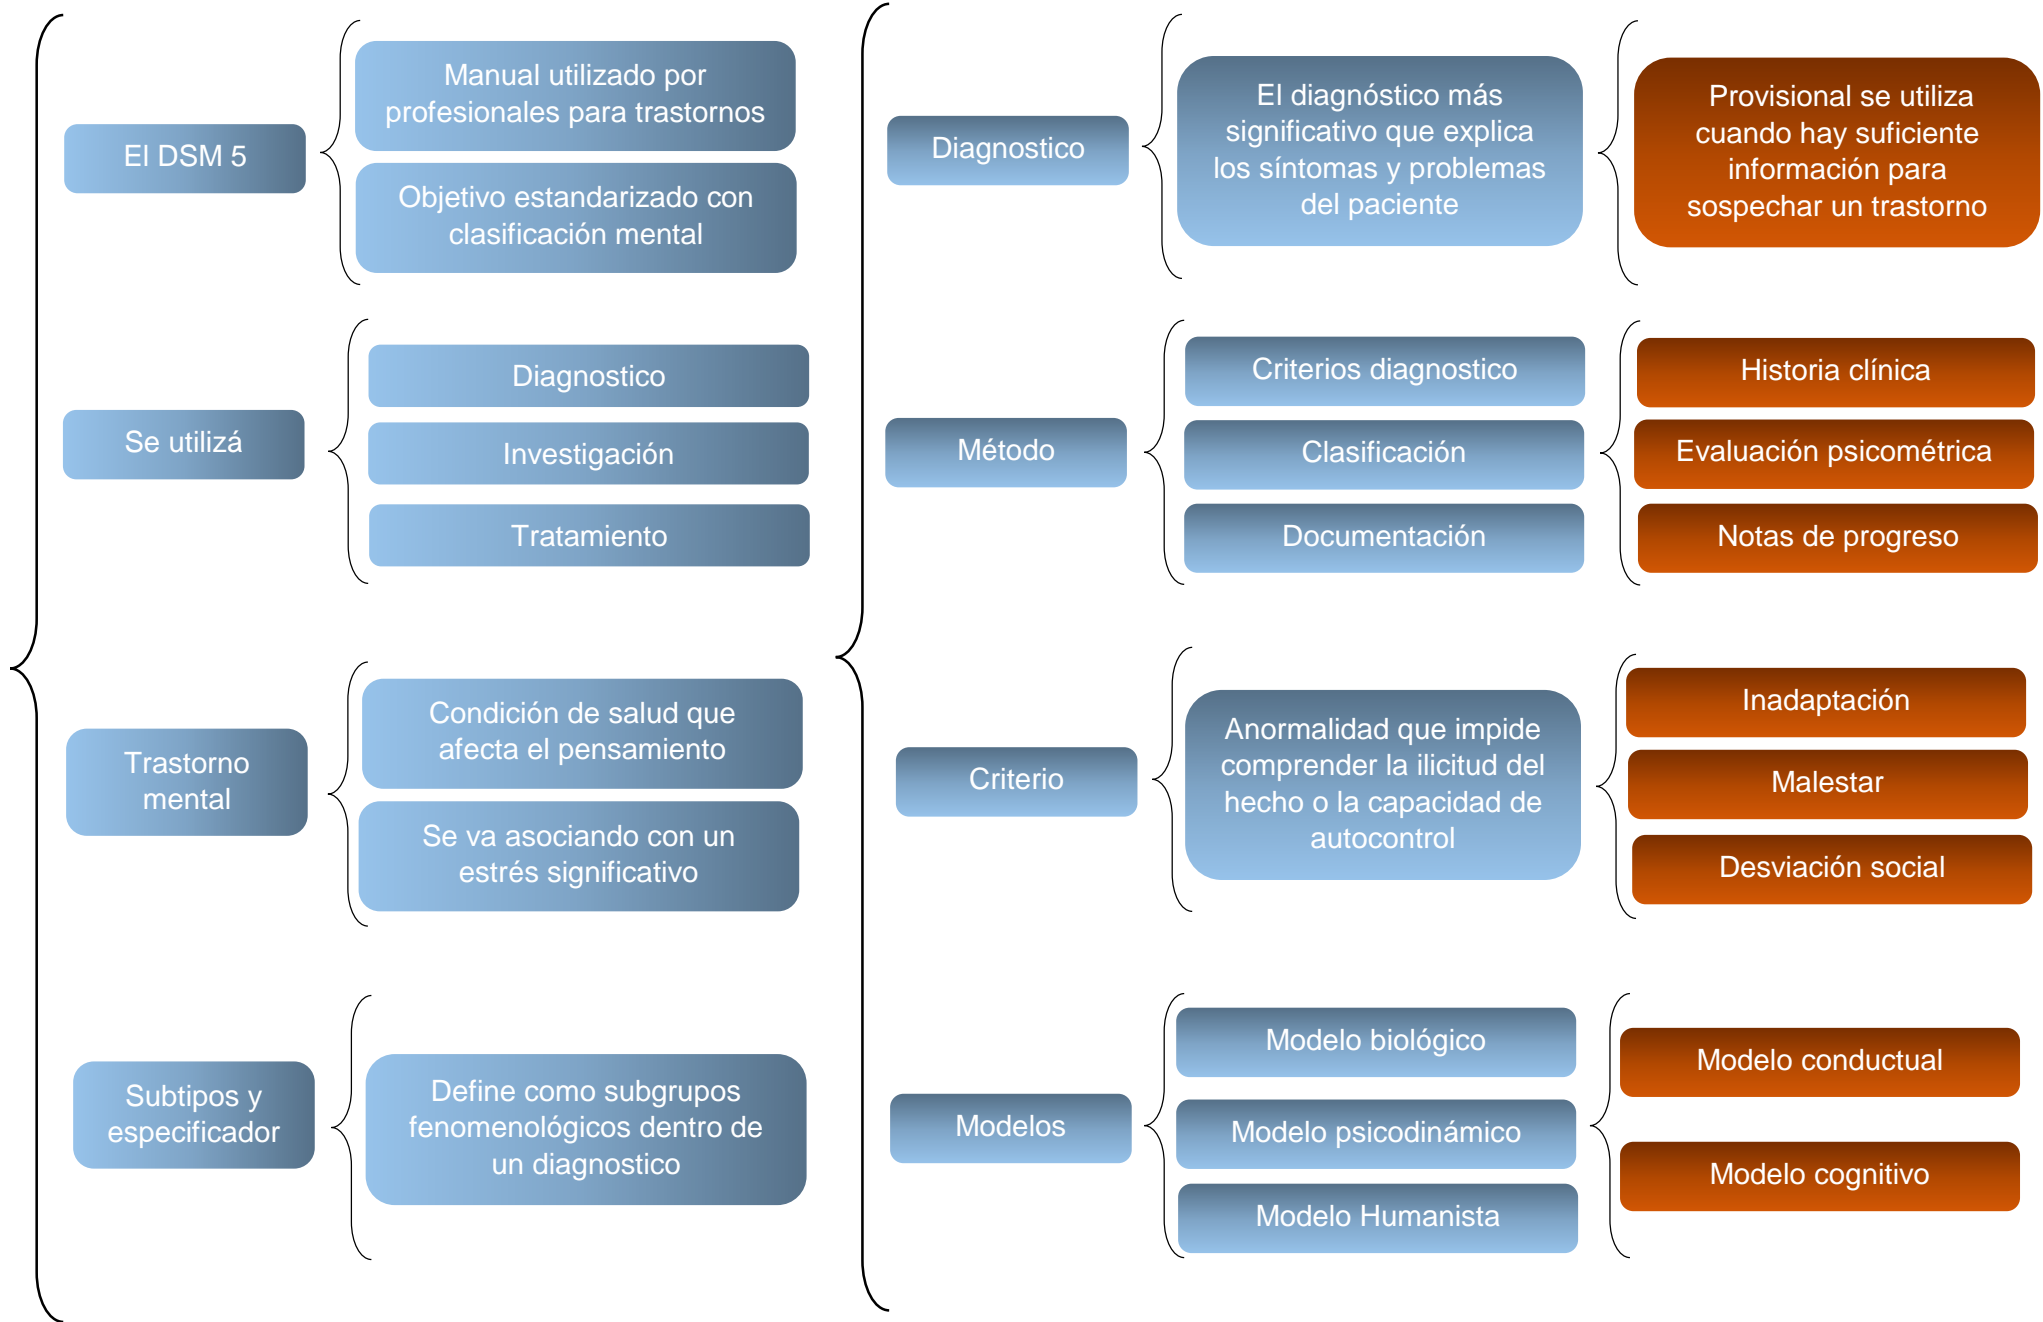 El DSM 5
Manual utilizado por
profesionales para trastornos
Objetivo estandarizado con
clasificación mental
Se utilizá
Diagnostico
Investigación
Tratamiento
Trastorno
mental
Condición de salud que
afecta el pensamiento
Se va asociando con un
estrés significativo
Subtipos y
especificador
Define como subgrupos
fenomenológicos dentro de
un diagnostico
Diagnostico
El diagnóstico más
significativo que explica
los síntomas y problemas
del paciente
Provisional se utiliza
cuando hay suficiente
información para
sospechar un trastorno
Método
Criterios diagnostico
Clasificación
Documentación
Historia clínica
Evaluación psicométrica
Notas de progreso
Criterio
Anormalidad que impide
comprender la ilicitud del
hecho o la capacidad de
autocontrol
Inadaptación
Malestar
Desviación social
Modelos
Modelo biológico
Modelo psicodinámico
Modelo Humanista
Modelo conductual
Modelo cognitivo